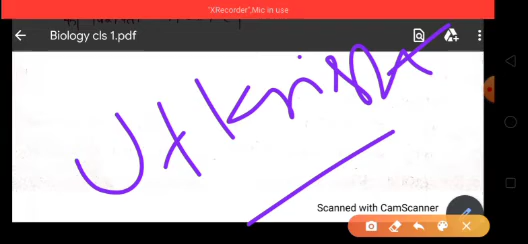 "XRecorder",Mic in use
Biology cls 1.pdf
Utkrisht
Scanned with CamScanner